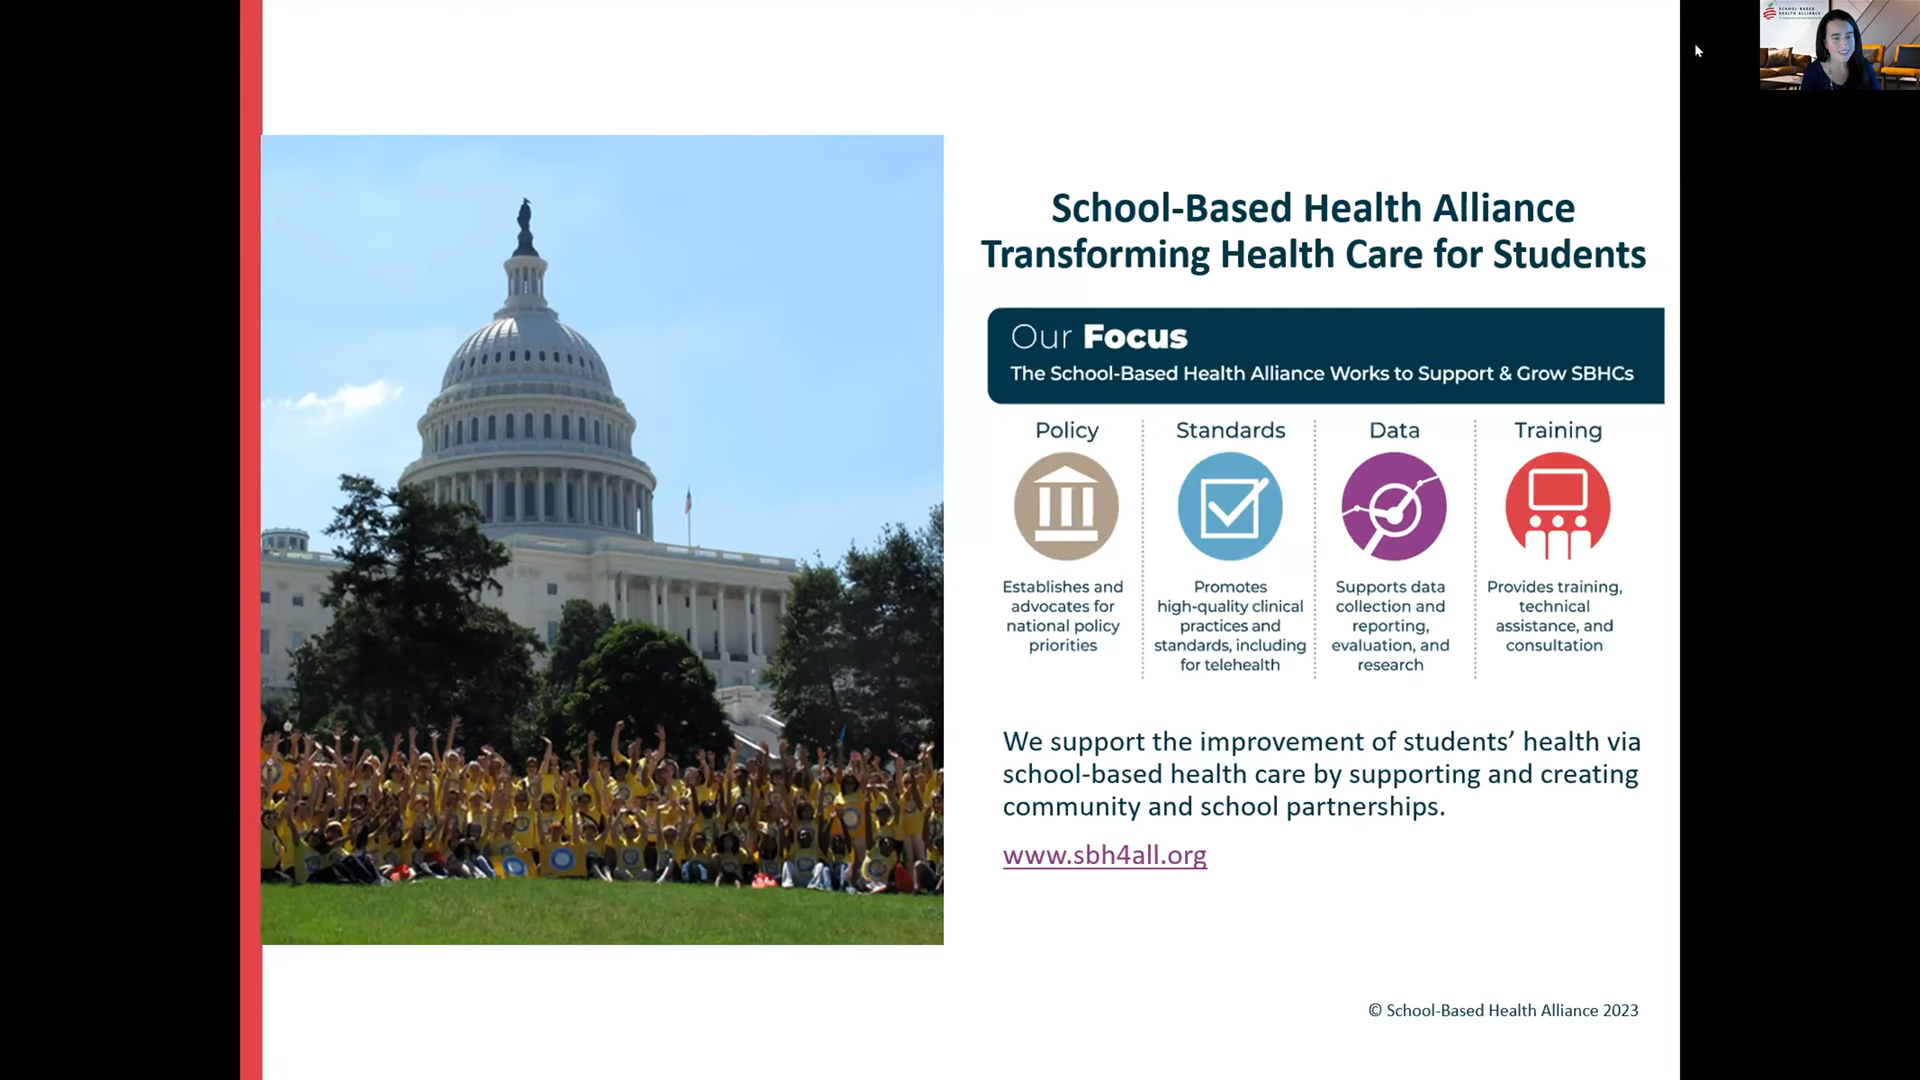 SCHOOL-BASED
HEALTH ALLIANCE
School-Based Health Alliance
Transforming Health Care for Students
Our Focus
The School-Based Health Alliance Works to Support & Grow SBHCs
Policy
Establishes and
advocates for
national policy
priorities
Standards
Promotes
high-quality clinical
practices and
standards, including
for telehealth
Data
Supports data
collection and
reporting,
evaluation, and
research
Training
Provides training,
technical
assistance, and
consultation
We support the improvement of students’ health via
school-based health care by supporting and creating
community and school partnerships.
www.sbh4all.org
© School-Based Health Alliance 2023